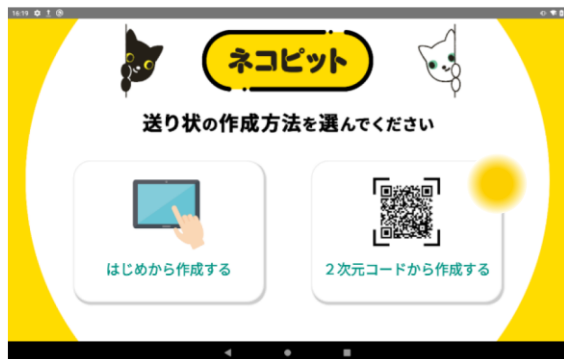 16:19
ネコピット
送り状の作成方法を選んでください
はじめから作成する
２次元コードから作成する